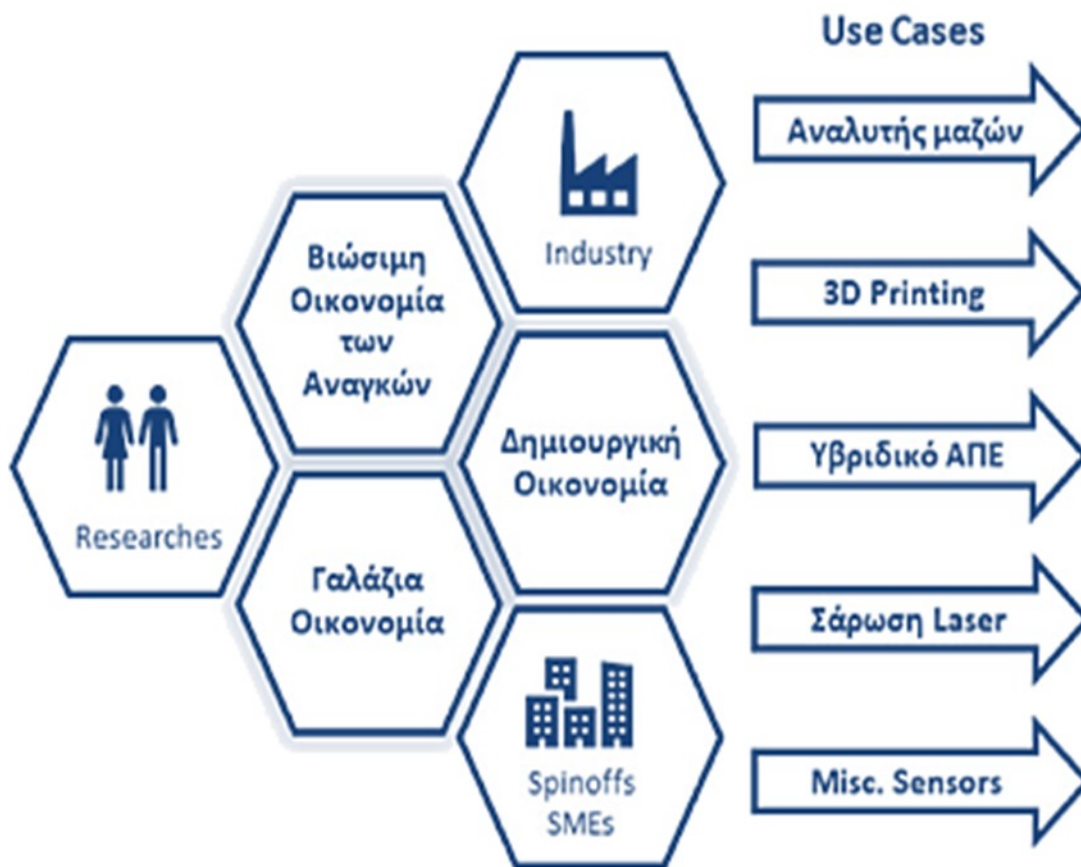 Use Cases
Αναλυτής μαζών
Industry
Βιώσιμη
Οικονομία
των
Αναγκών
3D Printing
Researches
Δημιουργική
Οικονομία
Υβριδικό ΑΠΕ
Γαλάζια
Οικονομία
Σάρωση Laser
Spinoffs
SMEs
Misc. Sensors